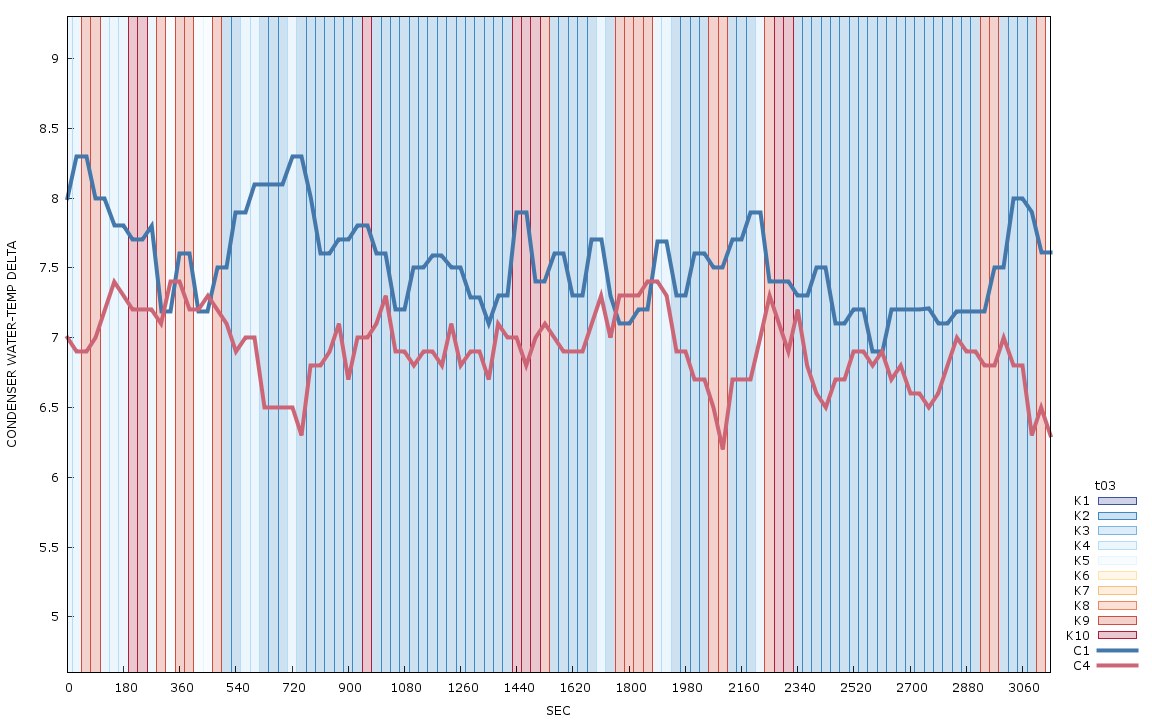 CONDENSER WATER-TEMP DELTA
9
8.5
8
7.5
7
6.5
6
5.5
5
0 180 360 540 720 900 1080 1260 1440 1620 1800 1980 2160 2340 2520 2700 2880 3060
SEC
t03
K1
K2
K3
K4
K5
K6
K7
K8
K9
K10
C1
C4